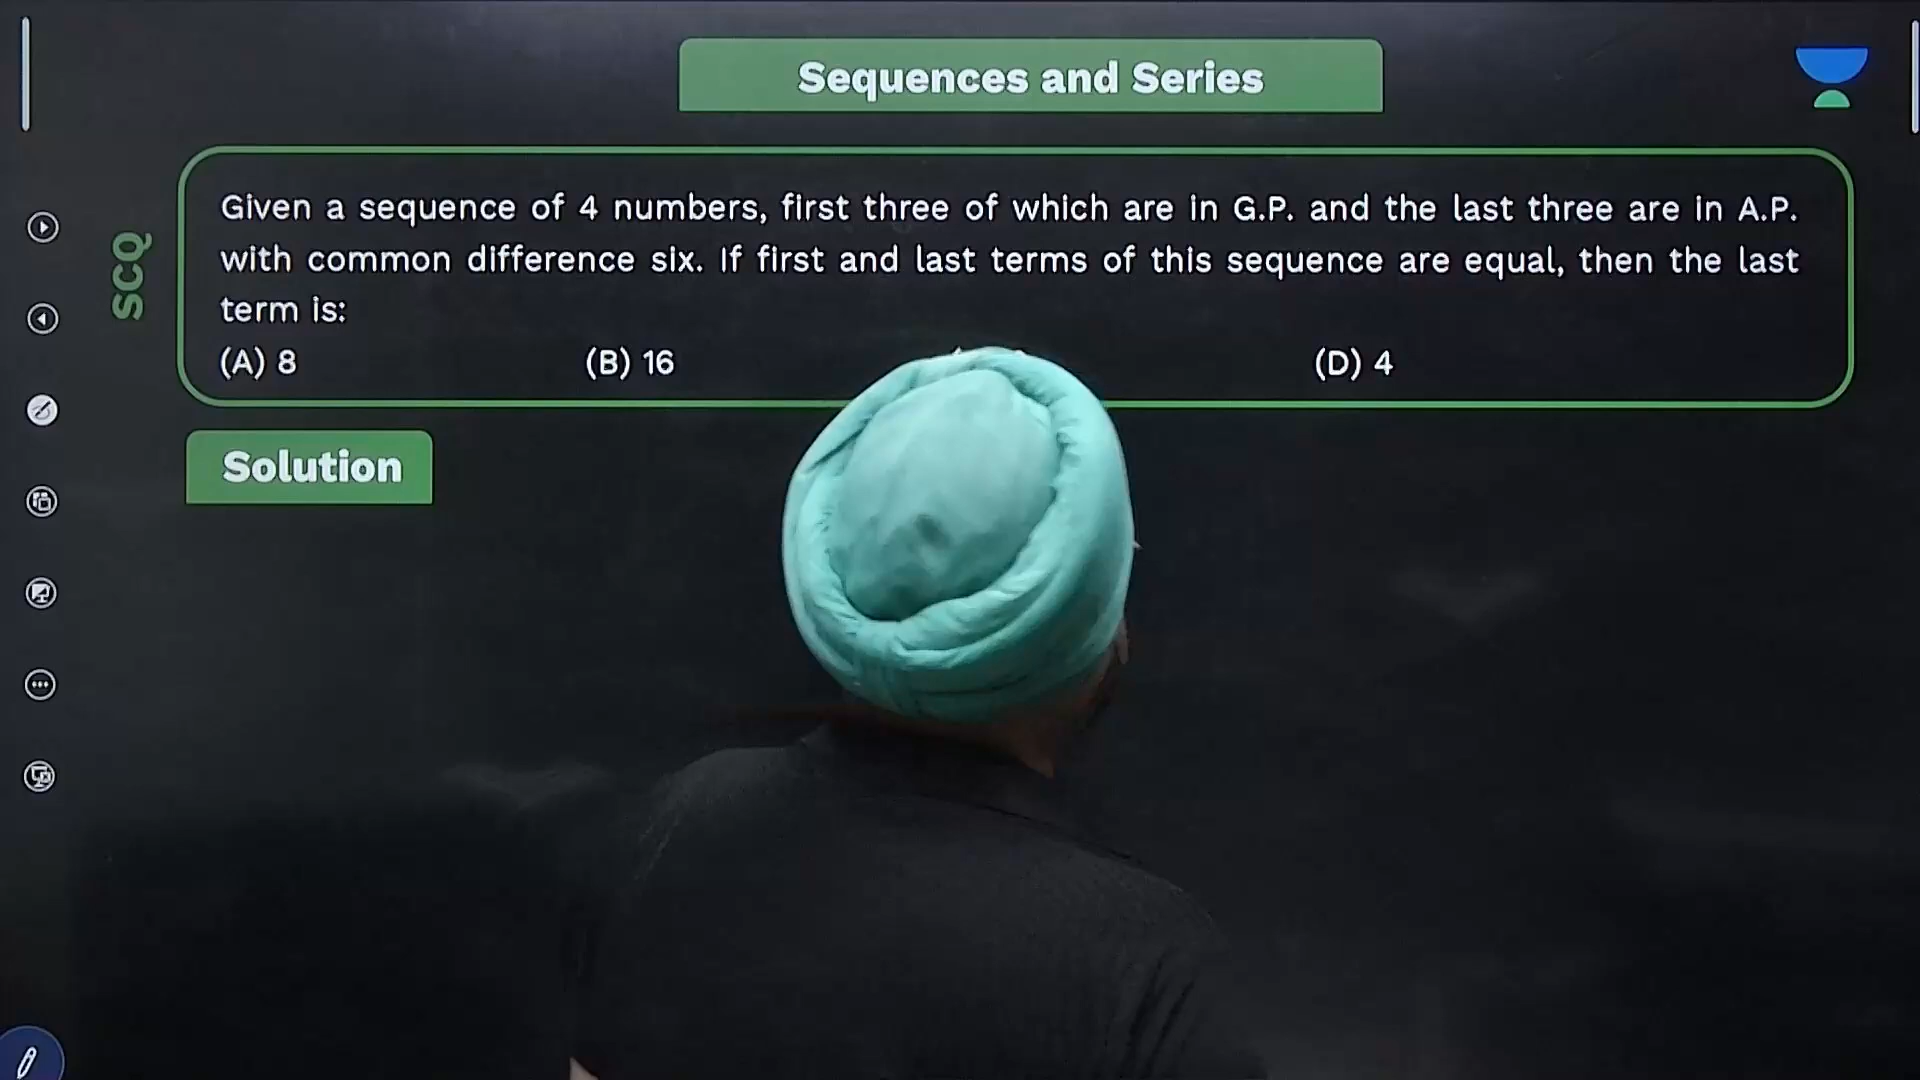 Sequences and Series
SCQ
Given a sequence of 4 numbers, first three of which are in G.P. and the last three are in A.P.
with common difference six. If first and last terms of this sequence are equal, then the last
term is:
(A) 8 (B) 16 (D) 4
Solution